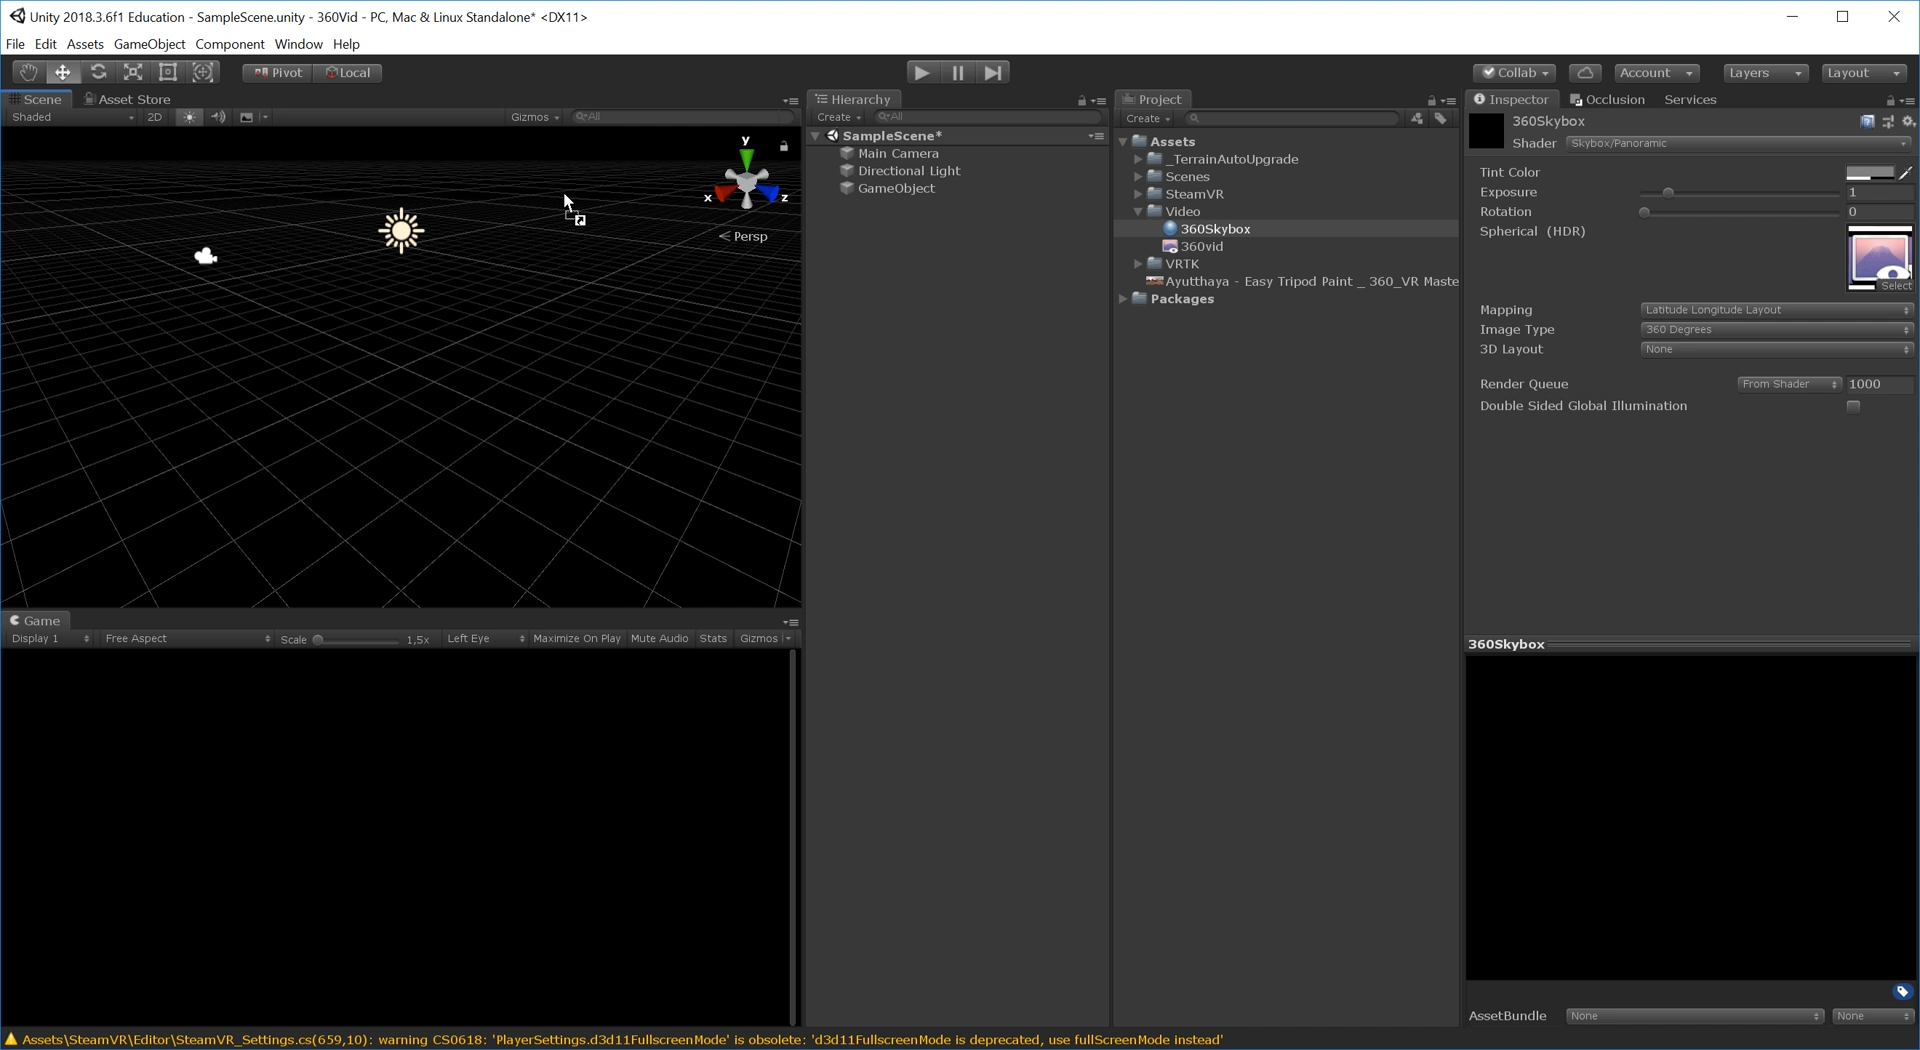 Unity 2018.3.6f1 Education - SampleScene.unity - 360Vid - PC, Mac & Linux Standalone* <DX11>
File Edit Assets GameObject Component Window Help
Pivot Local Collab Account Layers Layout
Scene Asset Store
Shaded 2D Gizmos All
y
x z
Persp
Game
Display 1 Free Aspect Scale 1,5x Left Eye Maximize On Play Mute Audio Stats Gizmos
Hierarchy
Create All
SampleScene*
Main Camera
Directional Light
GameObject
Project
Create
Assets
_TerrainAutoUpgrade
Scenes
SteamVR
Video
360Skybox
360vid
VRTK
Ayutthaya - Easy Tripod Paint _ 360_VR Maste
Packages
Inspector Occlusion Services
360Skybox
Shader Skybox/Panoramic
Tint Color
Exposure 1
Rotation 0
Spherical (HDR)
Select
Mapping Latitude Longitude Layout
Image Type 360 Degrees
3D Layout None
Render Queue From Shader 1000
Double Sided Global Illumination
360Skybox
AssetBundle None None
Assets\SteamVR\Editor\SteamVR_Settings.cs(659,10): warning CS0618: 'PlayerSettings.d3d11FullscreenMode' is obsolete: 'd3d11FullscreenMode is deprecated, use fullScreenMode instead'